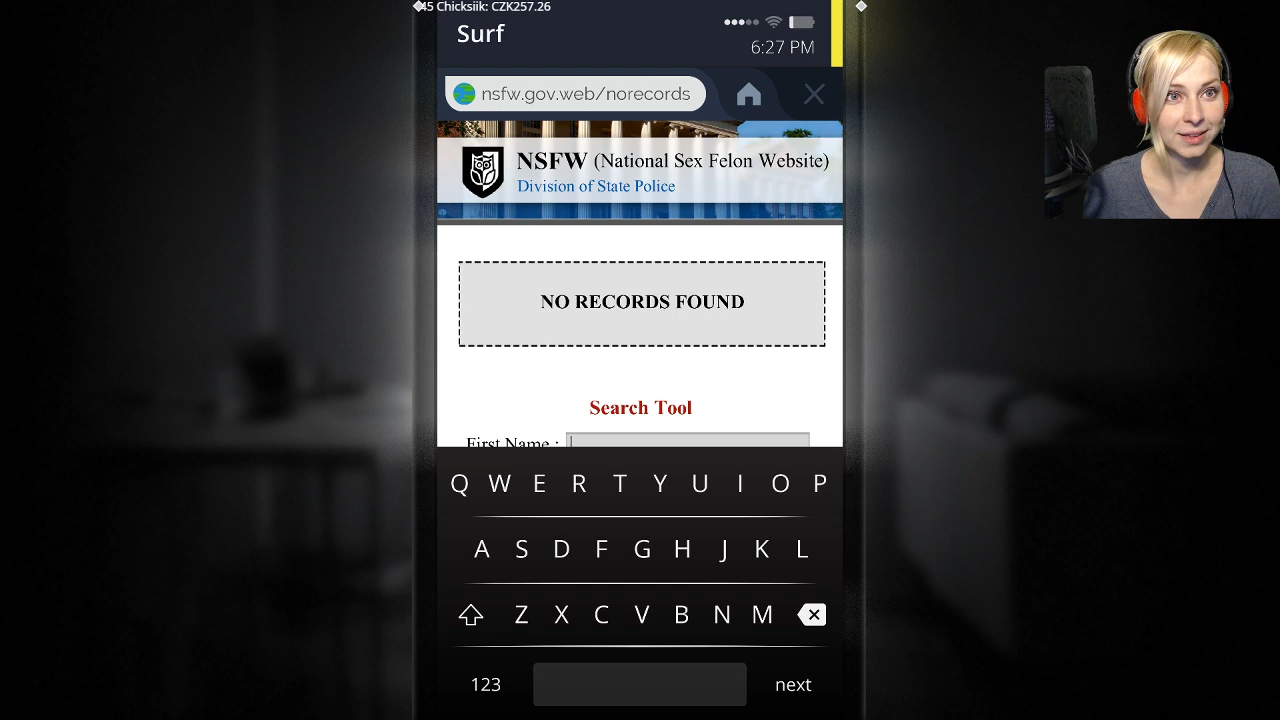 45 Chicksiik: CZK257.26
Surf
6:27 PM
nsfw.gov.web/norecords
NSFW (National Sex Felon Website)
Division of State Police
NO RECORDS FOUND
Search Tool
First Name :
Q W E R T Y U I O P
A S D F G H J K L
Z X C V B N M
123
next